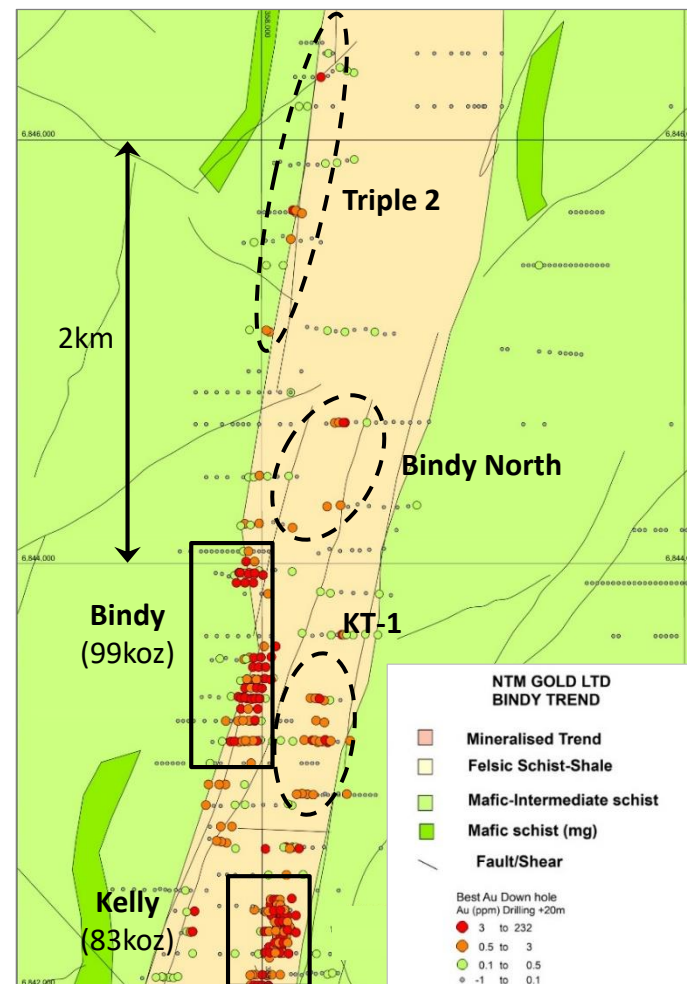 358,000
6,846,000
Triple 2
2km
Bindy North
6,844,000
Bindy
(99koz)
KT-1
NTM GOLD LTD
BINDY TREND
Mineralised Trend
Felsic Schist-Shale
Mafic-Intermediate schist
Mafic schist (mg)
Fault/Shear
Kelly
(83koz)
Best Au Down hole
Au (ppm) Drilling +20m
3 to 232
0.5 to 3
0.1 to 0.5
-1 to 0.1
6,842,000